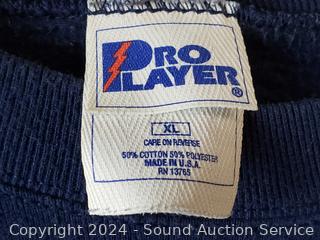 PRO
PLAYER
®
XL
CARE ON REVERSE
50% COTTON 50% POLYESTER
MADE IN U.S.A.
RN 13765
Copyright 2024 - Sound Auction Service